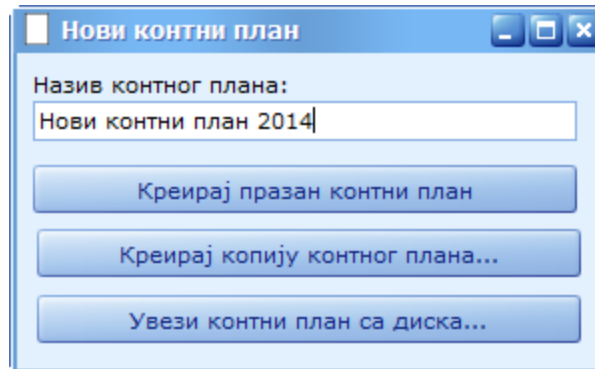 Нови контни план
Назив контног плана:
Нови контни план 2014
Креирај празан контни план
Креирај копију контног плана...
Увези контни план са диска...